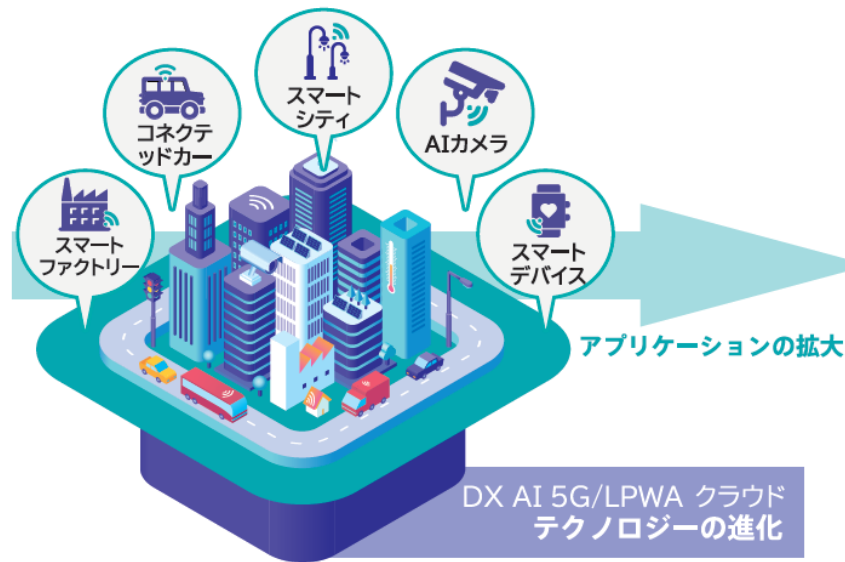 スマート
シティ
コネクテ
ッドカー
AIカメラ
スマート
ファクトリー
スマート
デバイス
アプリケーションの拡大
DX AI 5G/LPWA クラウド
テクノロジーの進化